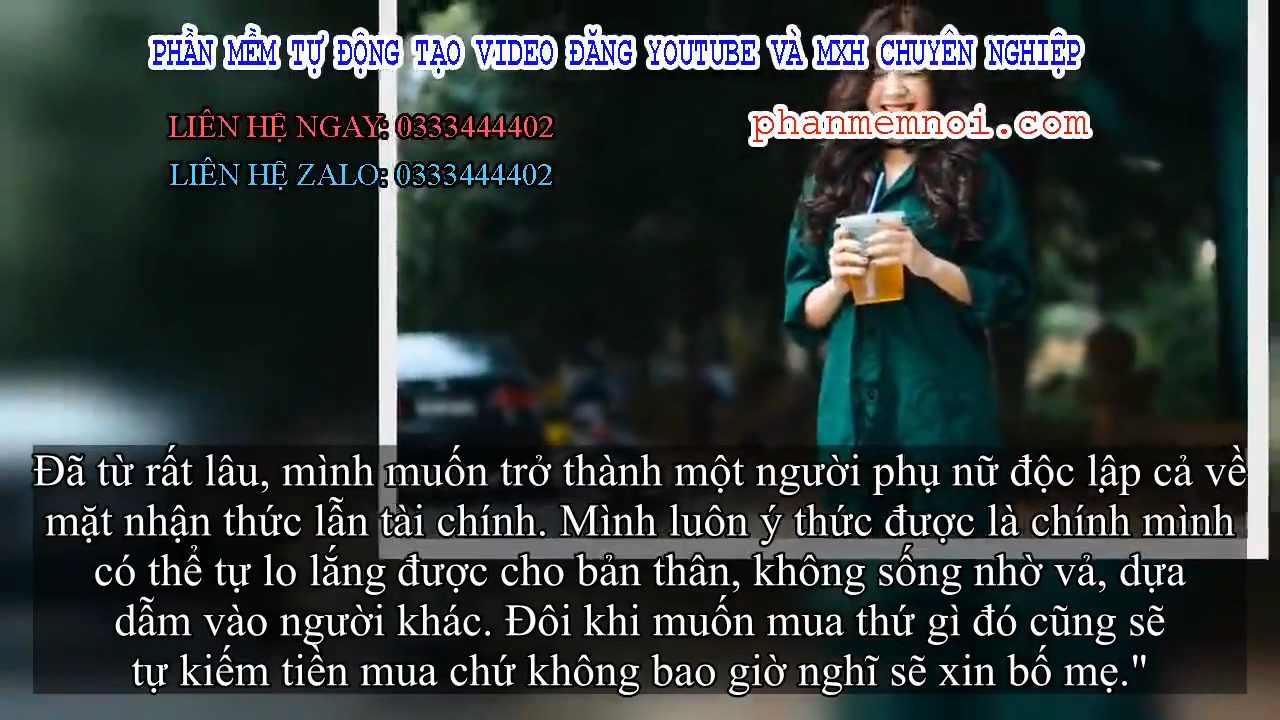 PHẦN MỀM TỰ ĐỘNG TẠO VIDEO ĐĂNG YOUTUBE VÀ MXH CHUYÊN NGHIỆP
LIÊN HỆ NGAY: 0333444402
phanmemnoi.com
LIÊN HỆ ZALO: 0333444402
Đã từ rất lâu, mình muốn trở thành một người phụ nữ độc lập cả về
mặt nhận thức lẫn tài chính. Mình luôn ý thức được là chính mình
có thể tự lo lắng được cho bản thân, không sống nhờ vả, dựa
dẫm vào người khác. Đôi khi muốn mua thứ gì đó cũng sẽ
tự kiếm tiền mua chứ không bao giờ nghĩ sẽ xin bố mẹ."